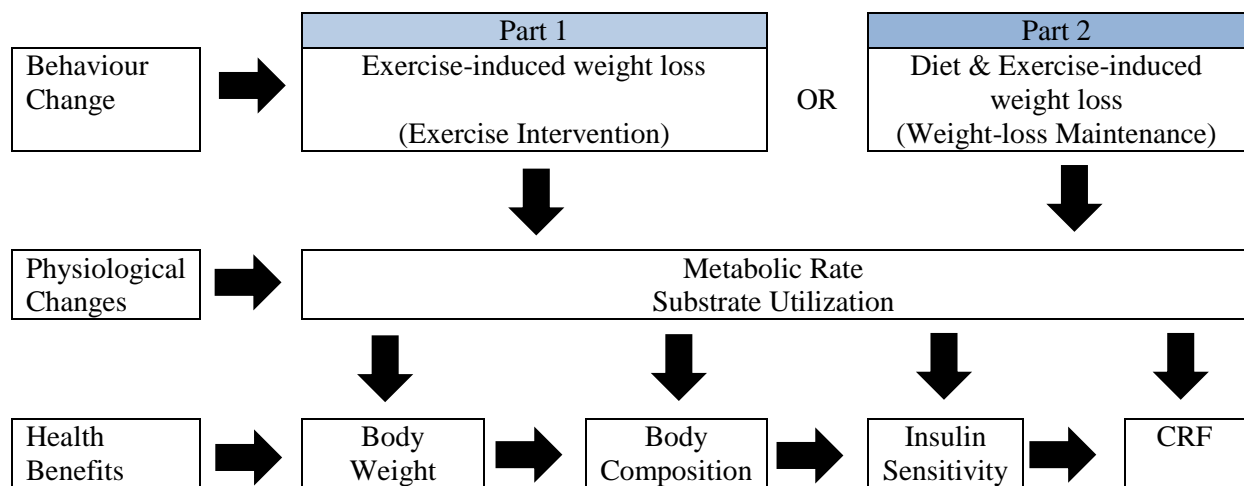 Part 1
Part 2
Behaviour
Change
Exercise-induced weight loss
(Exercise Intervention)
OR
Diet & Exercise-induced
weight loss
(Weight-loss Maintenance)
Physiological
Changes
Metabolic Rate
Substrate Utilization
Health
Benefits
Body
Weight
Body
Composition
Insulin
Sensitivity
CRF